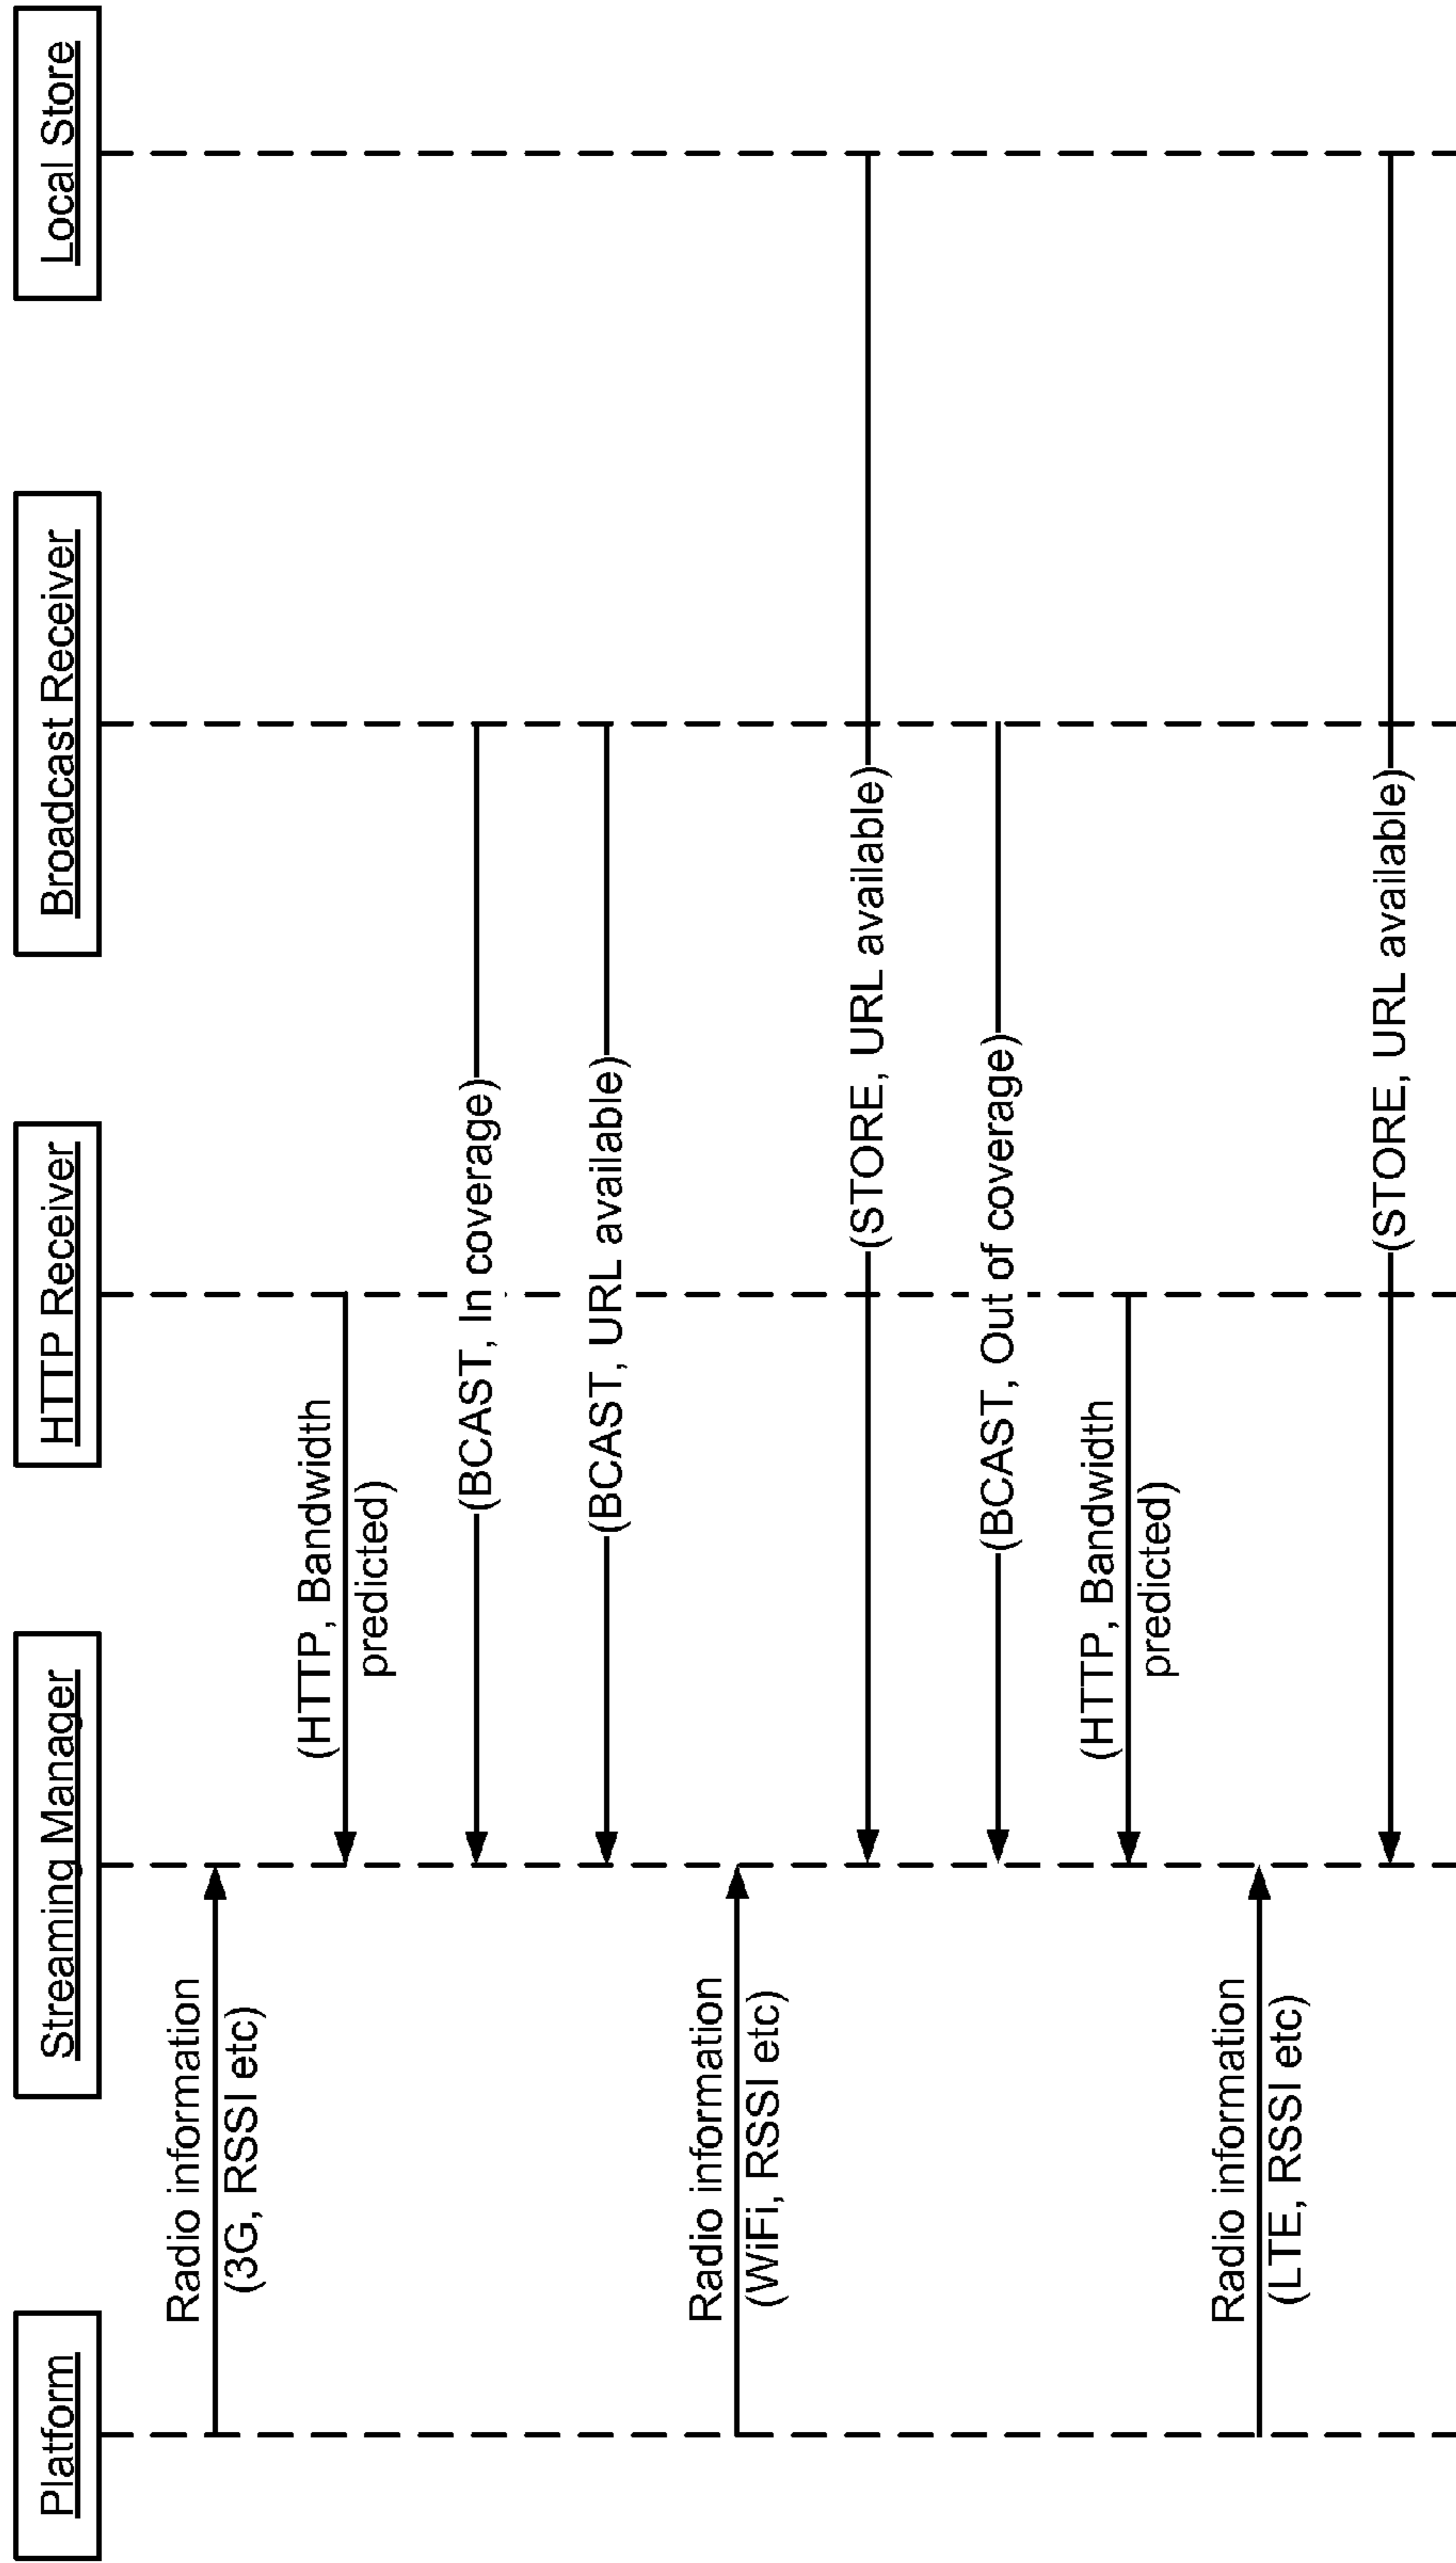 Platform
Streaming Manager
HTTP Receiver
Broadcast Receiver
Local Store
Radio information
(3G, RSSI etc)
(HTTP, Bandwidth
predicted)
(BCAST, In coverage)
(BCAST, URL available)
Radio information
(WiFi, RSSI etc)
(STORE, URL available)
(BCAST, Out of coverage)
(HTTP, Bandwidth
predicted)
Radio information
(LTE, RSSI etc)
(STORE, URL available)